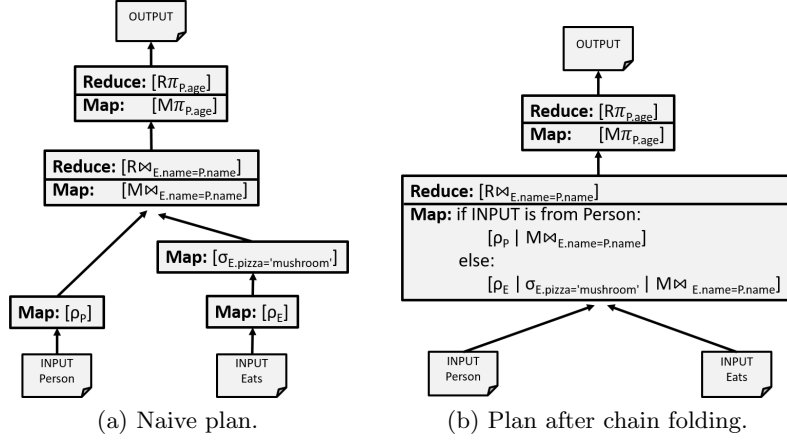 OUTPUT
Reduce: [Rπ_P.age]
Map: [Mπ_P.age]
Reduce: [R⋈_E.name=P.name]
Map: [M⋈_E.name=P.name]
Map: [σ_E.pizza='mushroom']
Map: [ρ_P]
Map: [ρ_E]
INPUT
Person
INPUT
Eats
(a) Naive plan.
OUTPUT
Reduce: [Rπ_P.age]
Map: [Mπ_P.age]
Reduce: [R⋈_E.name=P.name]
Map: if INPUT is from Person:
[ρ_P | M⋈_E.name=P.name]
else:
[ρ_E | σ_E.pizza='mushroom' | M⋈ _E.name=P.name]
INPUT
Person
INPUT
Eats
(b) Plan after chain folding.